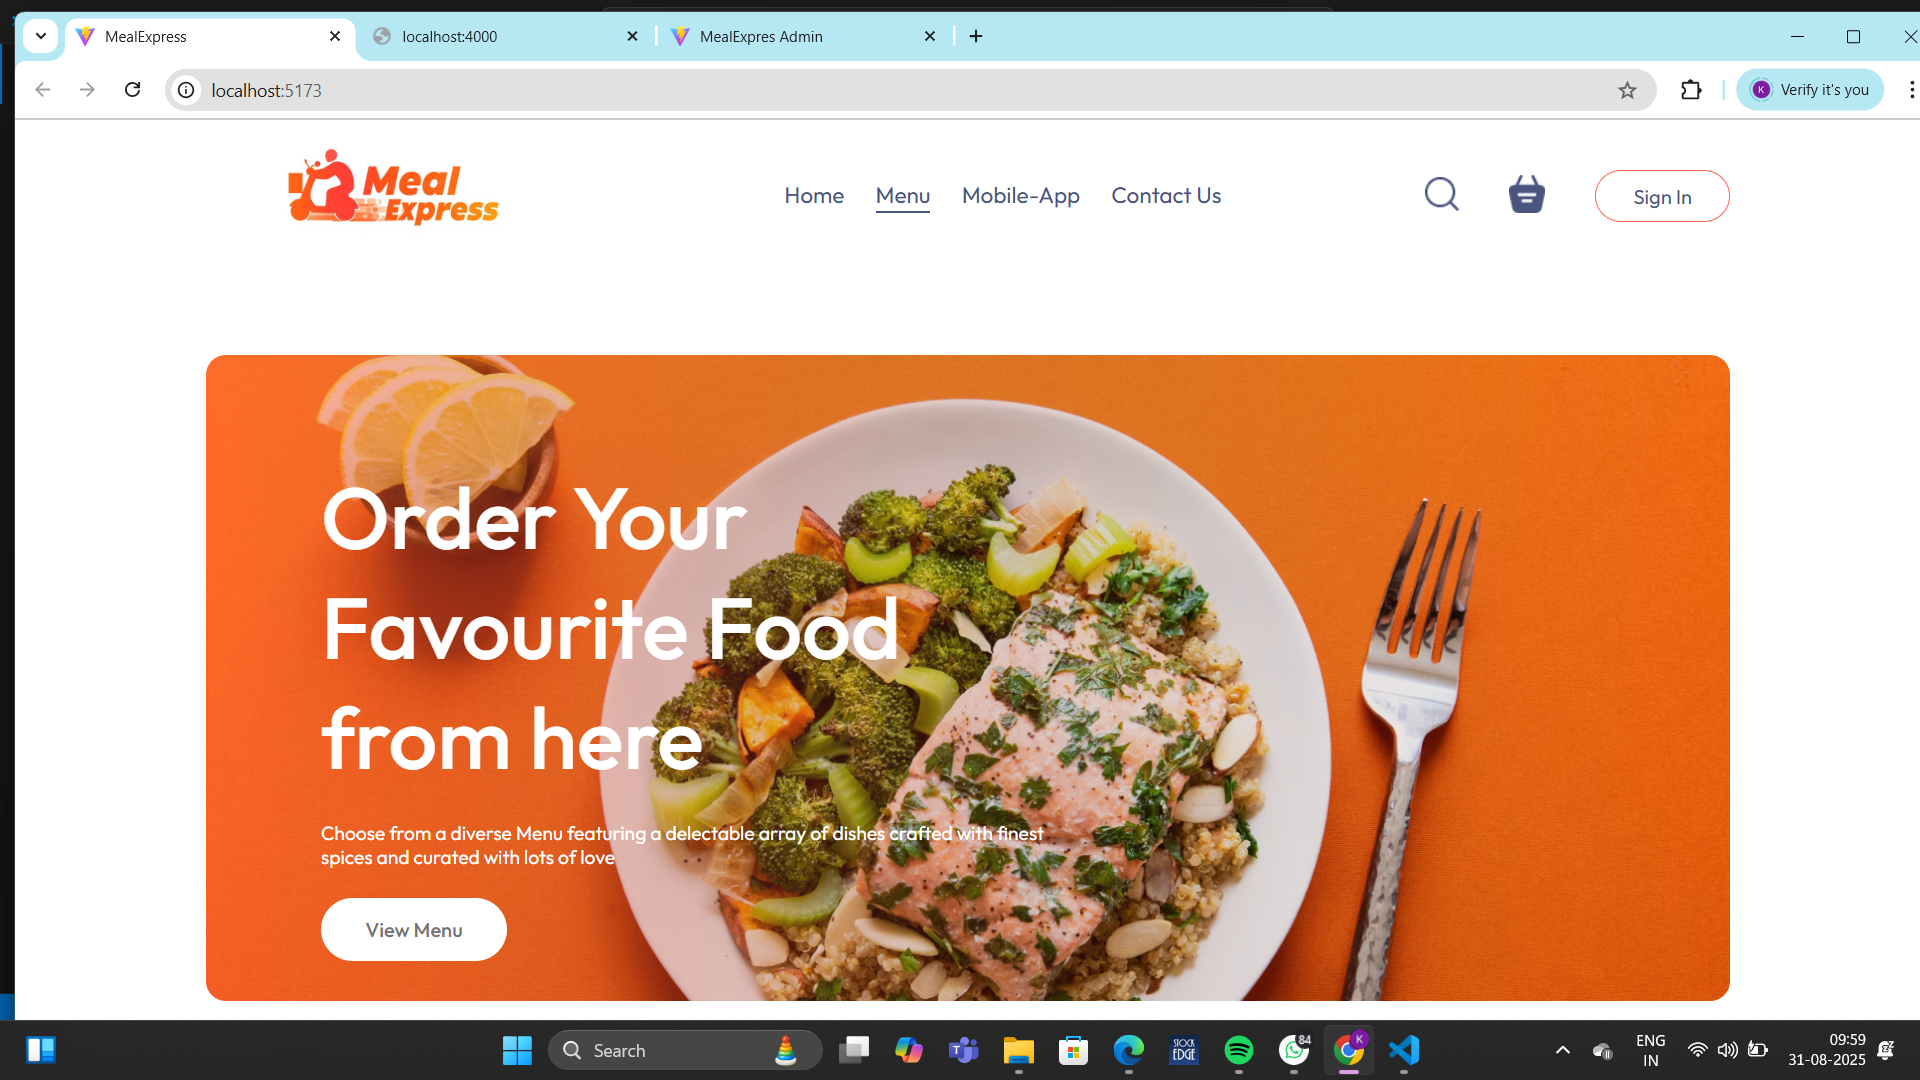 MealExpress
localhost:4000
MealExpres Admin
localhost:5173
K
Verify it's you
Meal
Express
Home
Menu
Mobile-App
Contact Us
Sign In
Order Your
Favourite Food
from here
Choose from a diverse Menu featuring a delectable array of dishes crafted with finest
spices and curated with lots of love
View Menu
Search
T
STOCK
EDGE
84
K
ENG
IN
09:59
31-08-2025